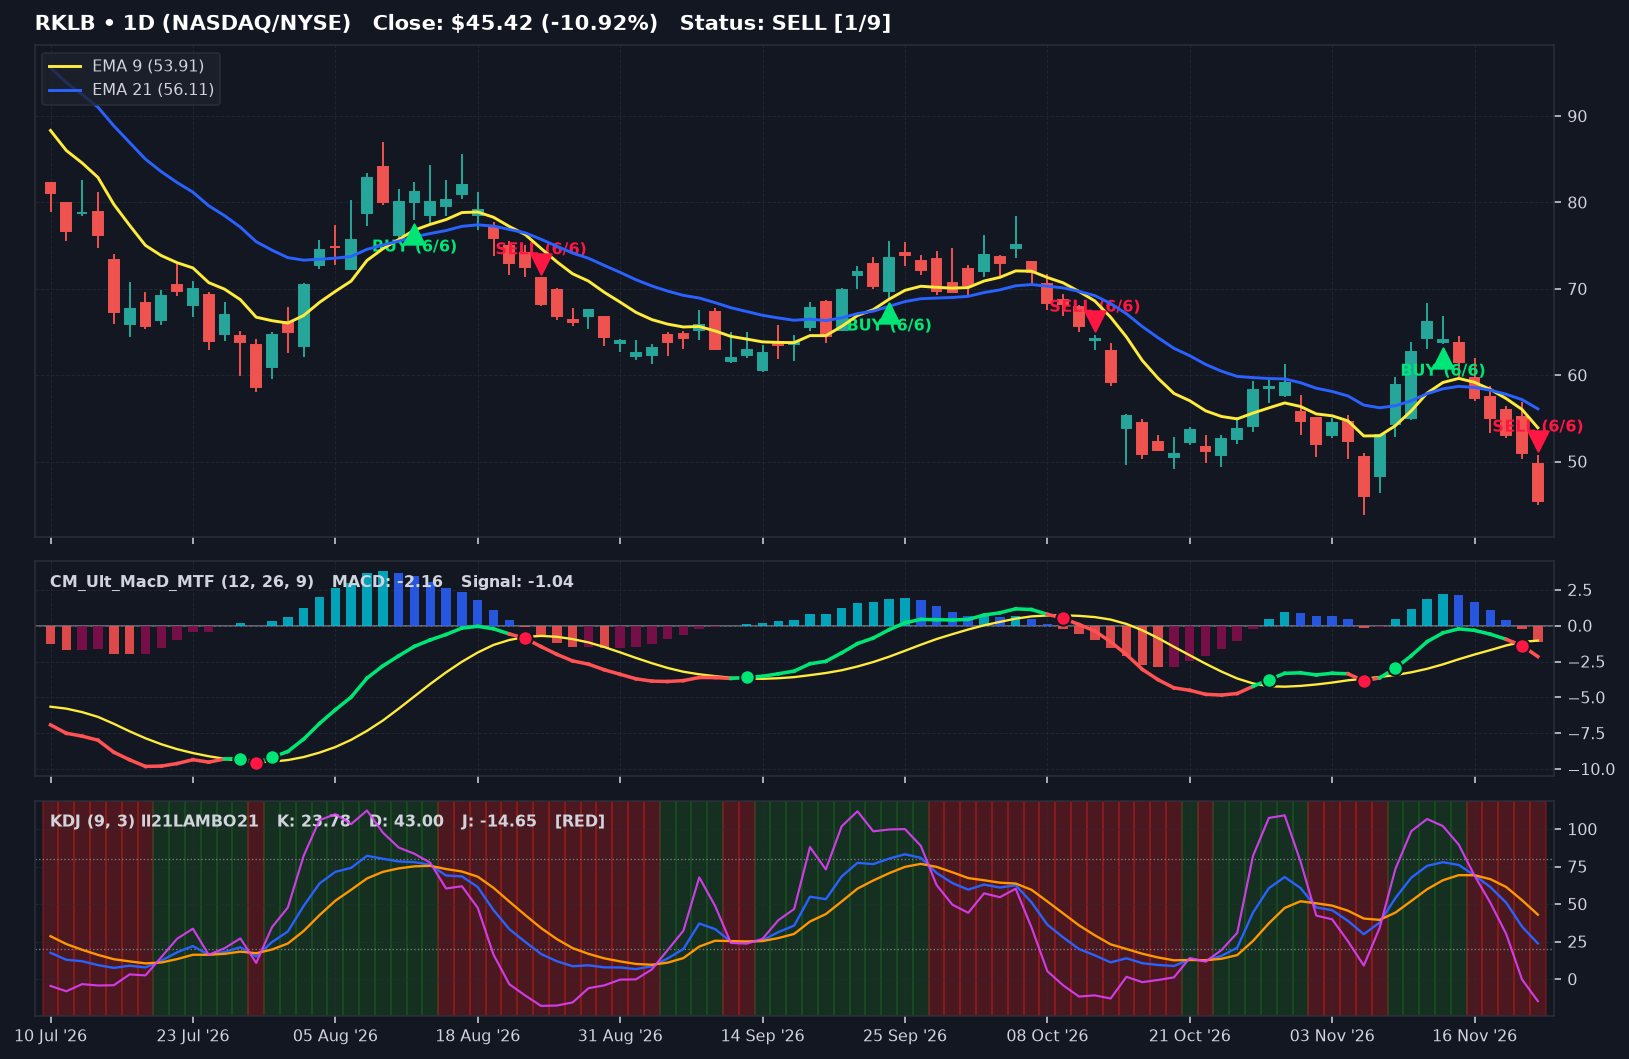 RKLB • 1D (NASDAQ/NYSE)   Close: $45.42 (-10.92%)   Status: SELL [1/9]
EMA 9 (53.91)
EMA 21 (56.11)
90
80
70
60
50
BUY (6/6)
SELL (6/6)
BUY (6/6)
SELL (6/6)
BUY (6/6)
SELL (6/6)
CM_Ult_MacD_MTF (12, 26, 9)   MACD: -2.16   Signal: -1.04
2.5
0.0
−2.5
−5.0
−7.5
−10.0
KDJ (9, 3) II21LAMBO21   K: 23.78   D: 43.00   J: -14.65   [RED]
100
75
50
25
0
10 Jul '26   23 Jul '26   05 Aug '26   18 Aug '26   31 Aug '26   14 Sep '26   25 Sep '26   08 Oct '26   21 Oct '26   03 Nov '26   16 Nov '26